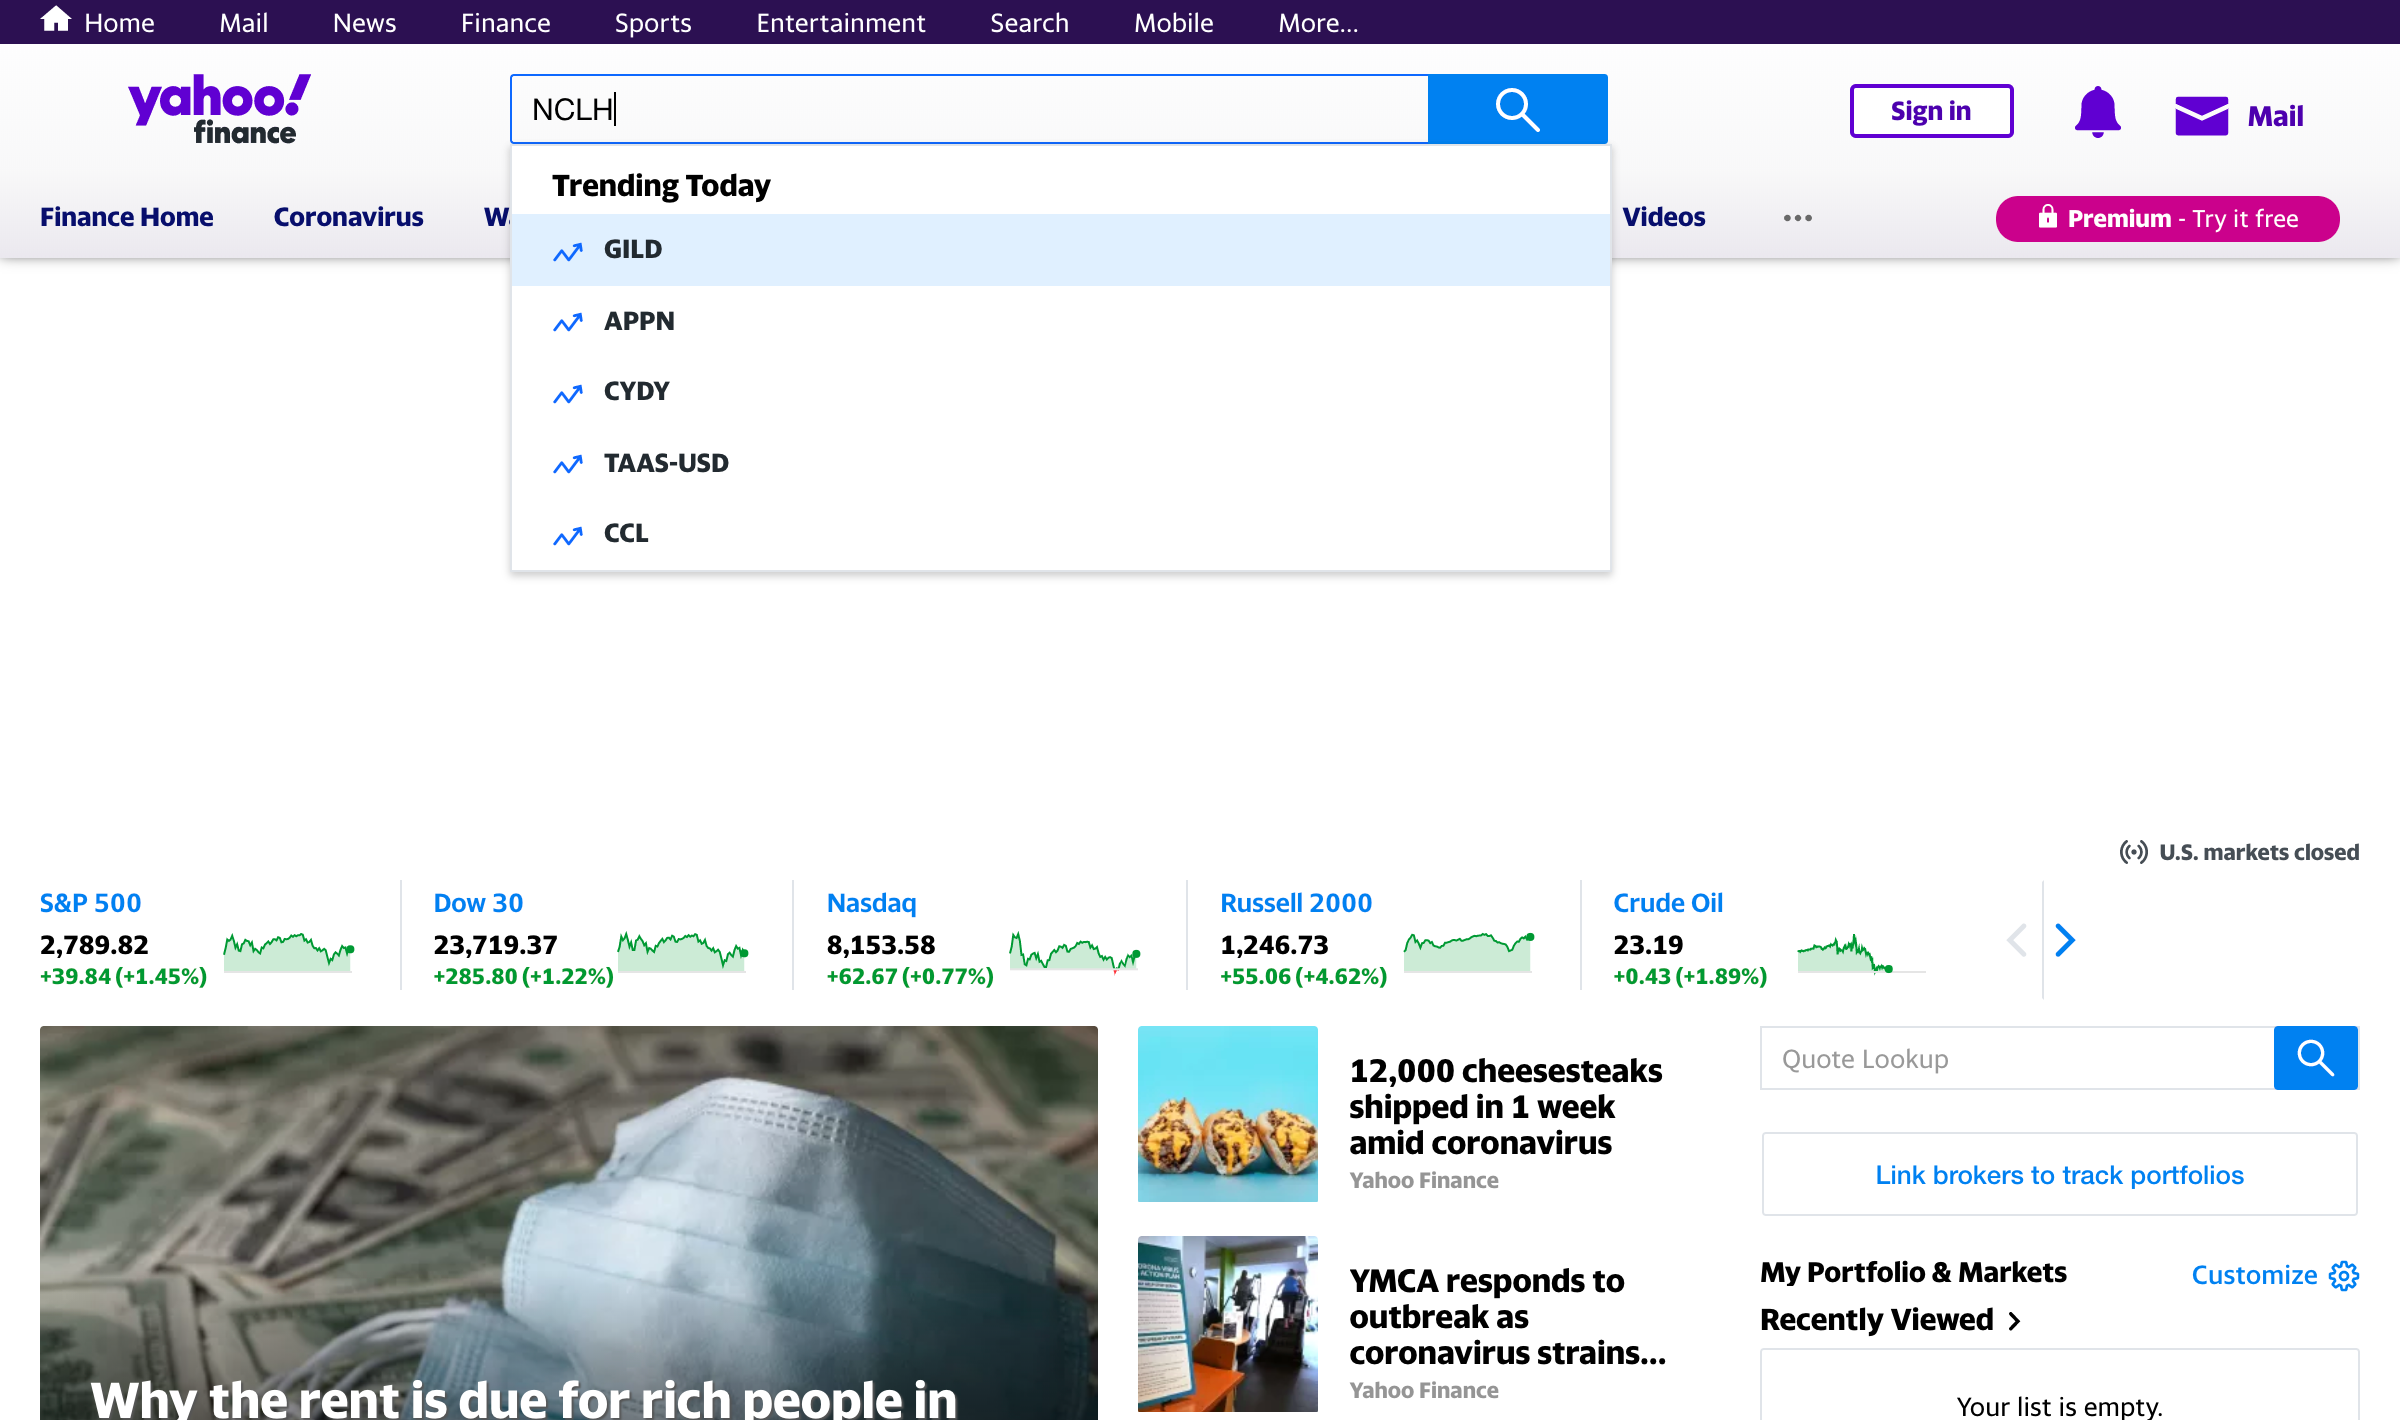 Home Mail News Finance Sports Entertainment Search Mobile More...
yahoo!
finance
NCLH
Sign in
Mail
Finance Home Coronavirus Wa
Videos
Premium - Try it free
Trending Today
GILD
APPN
CYDY
TAAS-USD
CCL
U.S. markets closed
S&P 500
2,789.82
+39.84 (+1.45%)
Dow 30
23,719.37
+285.80 (+1.22%)
Nasdaq
8,153.58
+62.67 (+0.77%)
Russell 2000
1,246.73
+55.06 (+4.62%)
Crude Oil
23.19
+0.43 (+1.89%)
Why the rent is due for rich people in
12,000 cheesesteaks
shipped in 1 week
amid coronavirus
Yahoo Finance
YMCA responds to
outbreak as
coronavirus strains...
Yahoo Finance
Quote Lookup
Link brokers to track portfolios
My Portfolio & Markets
Customize
Recently Viewed
Your list is empty.